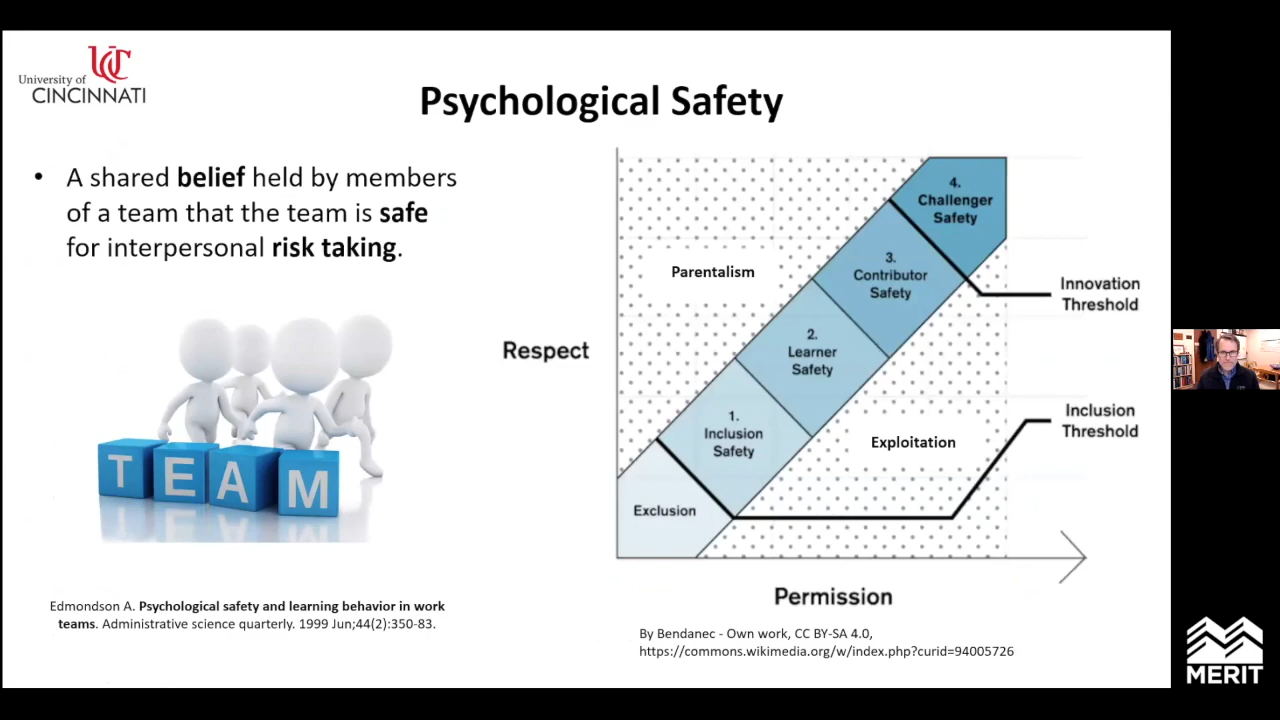 University of
CINCINNATI
Psychological Safety
• A shared belief held by members
of a team that the team is safe
for interpersonal risk taking.
TEAM
Edmondson A. Psychological safety and learning behavior in work
teams. Administrative science quarterly. 1999 Jun;44(2):350-83.
Respect
Parentalism
4.
Challenger
Safety
3.
Contributor
Safety
2.
Learner
Safety
1.
Inclusion
Safety
Exclusion
Exploitation
Innovation
Threshold
Inclusion
Threshold
Permission
By Bendanec - Own work, CC BY-SA 4.0,
https://commons.wikimedia.org/w/index.php?curid=94005726
MERIT